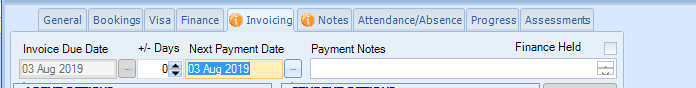 General Bookings Visa Finance Invoicing Notes Attendance/Absence Progress Assessments
Invoice Due Date +/- Days Next Payment Date Payment Notes Finance Held
03 Aug 2019 ... 0 03 Aug 2019 ...